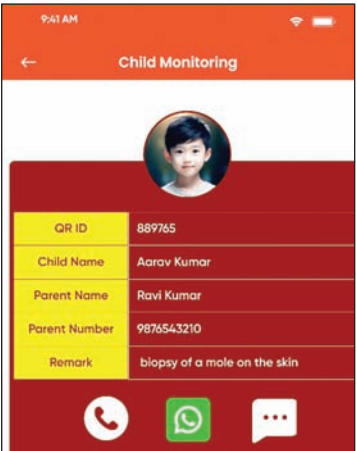 9:41 AM
Child Monitoring
QR ID 889765
Child Name Aarav Kumar
Parent Name Ravi Kumar
Parent Number 9876543210
Remark biopsy of a mole on the skin